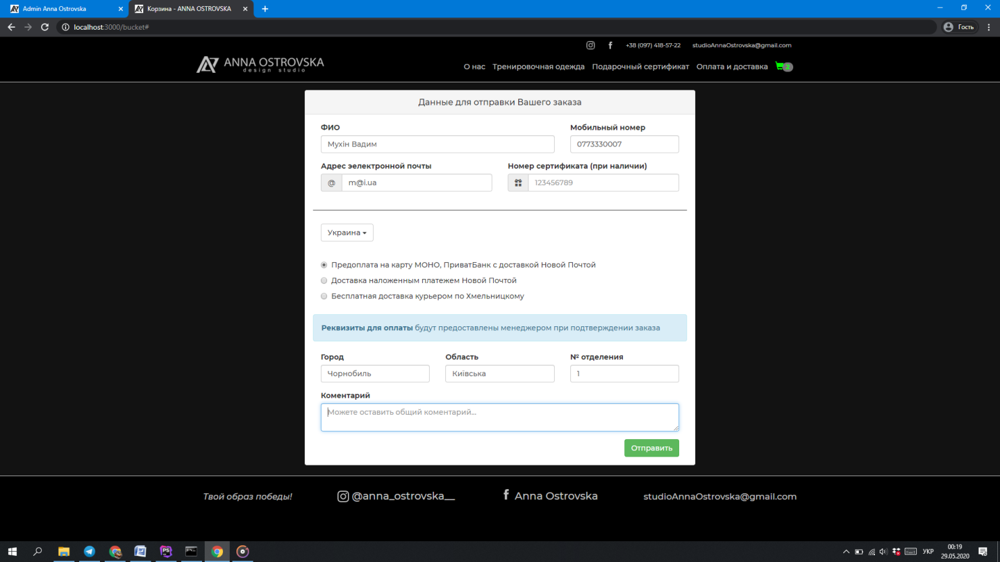 Admin Anna Ostrovska
Корзина - ANNA OSTROVSKA
localhost:3000/bucket#
Гость
+38 (097) 418-57-22 studioAnnaOstrovska@gmail.com
ANNA OSTROVSKA
design studio
О нас Тренировочная одежда Подарочный сертификат Оплата и доставка 2
Данные для отправки Вашего заказа
ФИО Мобильный номер
Мухін Вадим 0773330007
Адрес зелектронной почты Номер сертификата (при наличии)
@ m@i.ua 123456789
Украина
Предоплата на карту МОНО, ПриватБанк с доставкой Новой Почтой
Доставка наложенным платежем Новой Почтой
Бесплатная доставка курьером по Хмельницкому
Реквизиты для оплаты будут предоставлены менеджером при подтверждении заказа
Город Область № отделения
Чорнобиль Київська 1
Коментарий
Можете оставить общий коментарий...
Отправить
Твой образ победы! @anna_ostrovska__ Anna Ostrovska studioAnnaOstrovska@gmail.com
УКР
00:19
29.05.2020